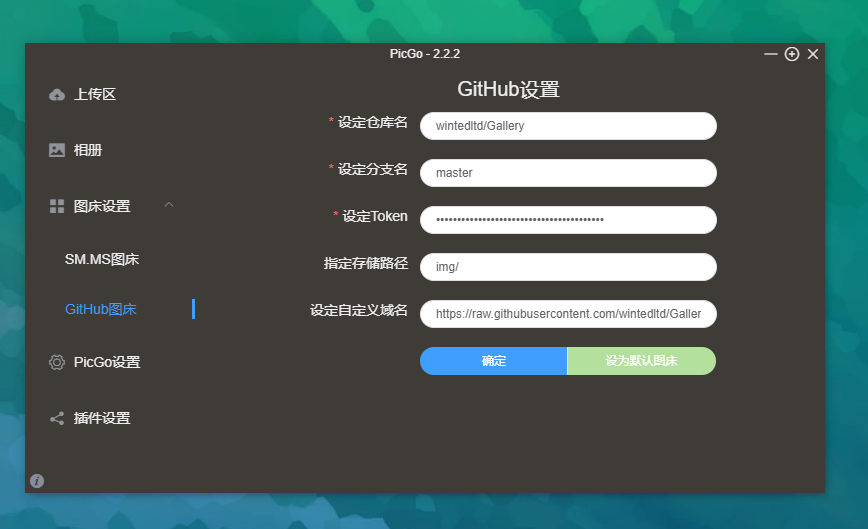 PicGo - 2.2.2
上传区
相册
图床设置
SM.MS图床
GitHub图床
PicGo设置
插件设置
GitHub设置
* 设定仓库名
wintedltd/Gallery
* 设定分支名
master
* 设定Token
••••••••••••••••••••••••••••••••••••••••
指定存储路径
img/
设定自定义域名
https://raw.githubusercontent.com/wintedltd/Galler
确定
设为默认图床